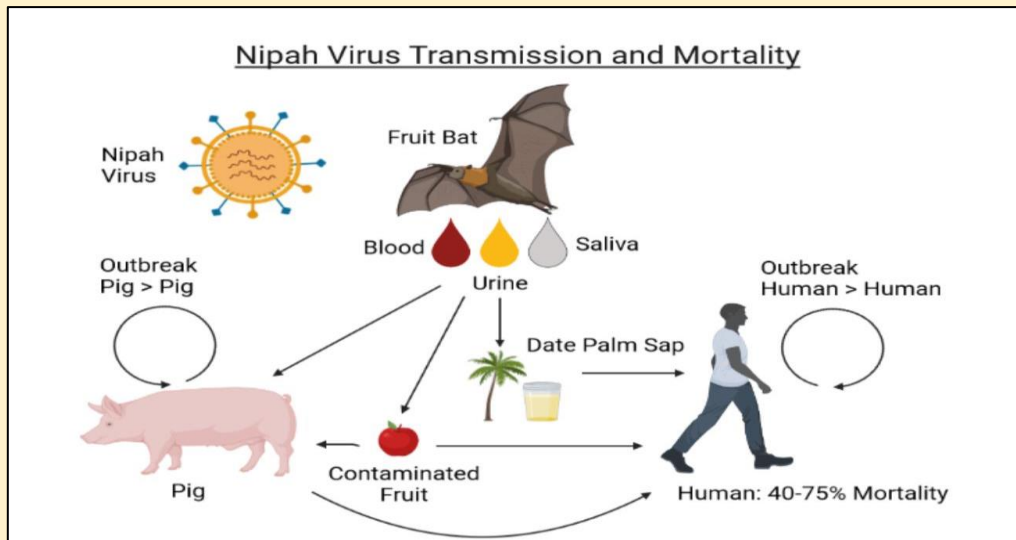 Nipah Virus Transmission and Mortality
Nipah
Virus
Fruit Bat
Blood
Saliva
Urine
Outbreak
Pig > Pig
Outbreak
Human > Human
Date Palm Sap
Pig
Contaminated
Fruit
Human: 40-75% Mortality